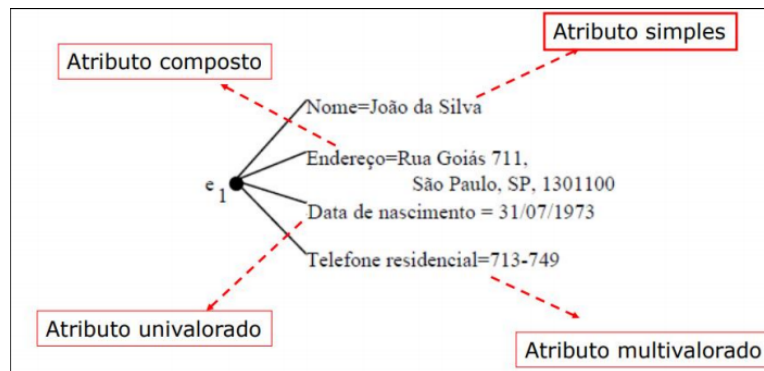 Atributo simples
Atributo composto
Nome=João da Silva
Endereço=Rua Goiás 711,
São Paulo, SP, 1301100
e1
Data de nascimento = 31/07/1973
Telefone residencial=713-749
Atributo univalorado
Atributo multivalorado